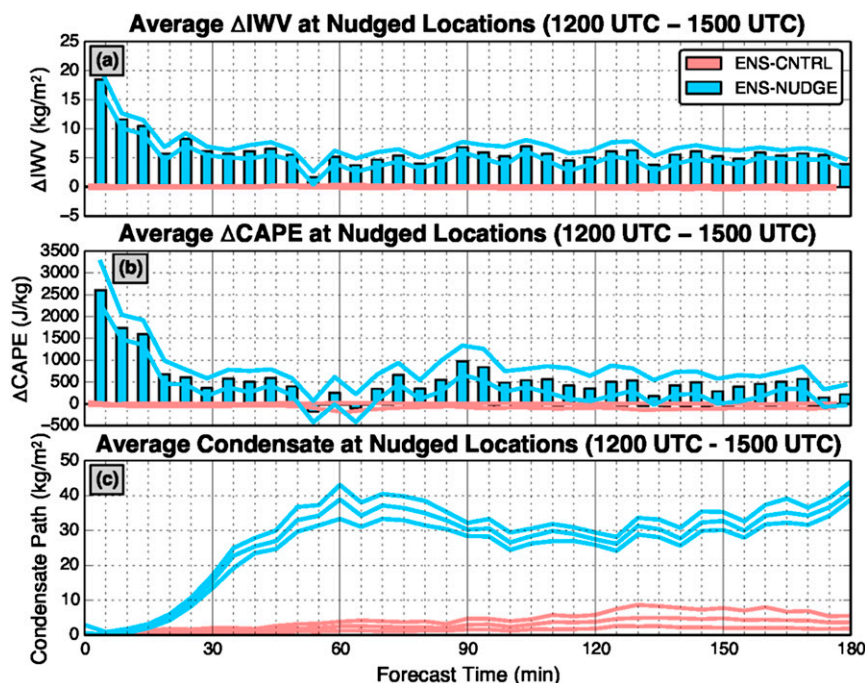 Average ΔIWV at Nudged Locations (1200 UTC – 1500 UTC)
(a)
ENS-CNTRL
ENS-NUDGE
ΔIWV (kg/m²)
25
20
15
10
5
0
−5
Average ΔCAPE at Nudged Locations (1200 UTC – 1500 UTC)
(b)
ΔCAPE (J/kg)
3500
3000
2500
2000
1500
1000
500
0
−500
Average Condensate at Nudged Locations (1200 UTC - 1500 UTC)
(c)
Condensate Path (kg/m²)
50
40
30
20
10
0
0 30 60 90 120 150 180
Forecast Time (min)